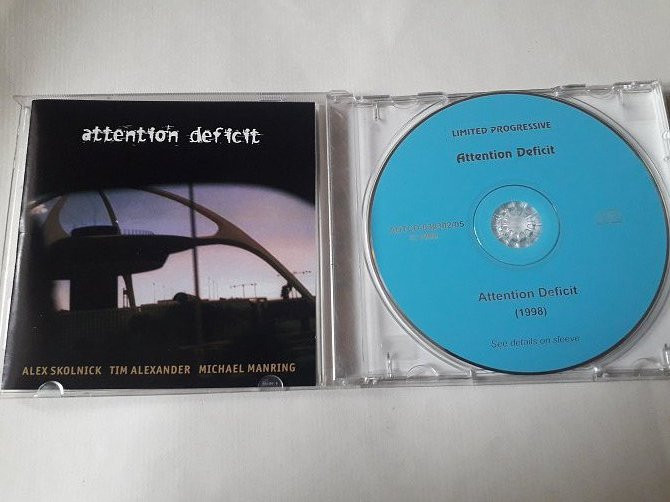 attention deficit
ALEX SKOLNICK TIM ALEXANDER MICHAEL MANRING
LIMITED PROGRESSIVE
Attention Deficit
Attention Deficit
(1998)
See details on sleeve